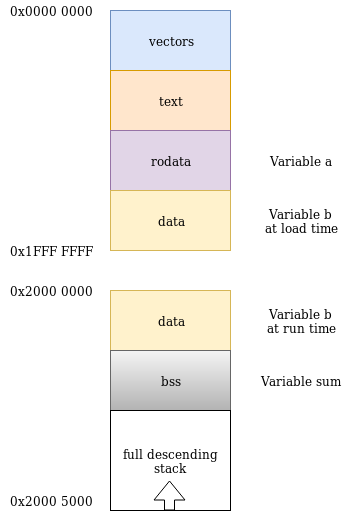 0x0000 0000
vectors
text
rodata
Variable a
data
Variable b
at load time
0x1FFF FFFF
0x2000 0000
data
Variable b
at run time
bss
Variable sum
full descending
stack
0x2000 5000